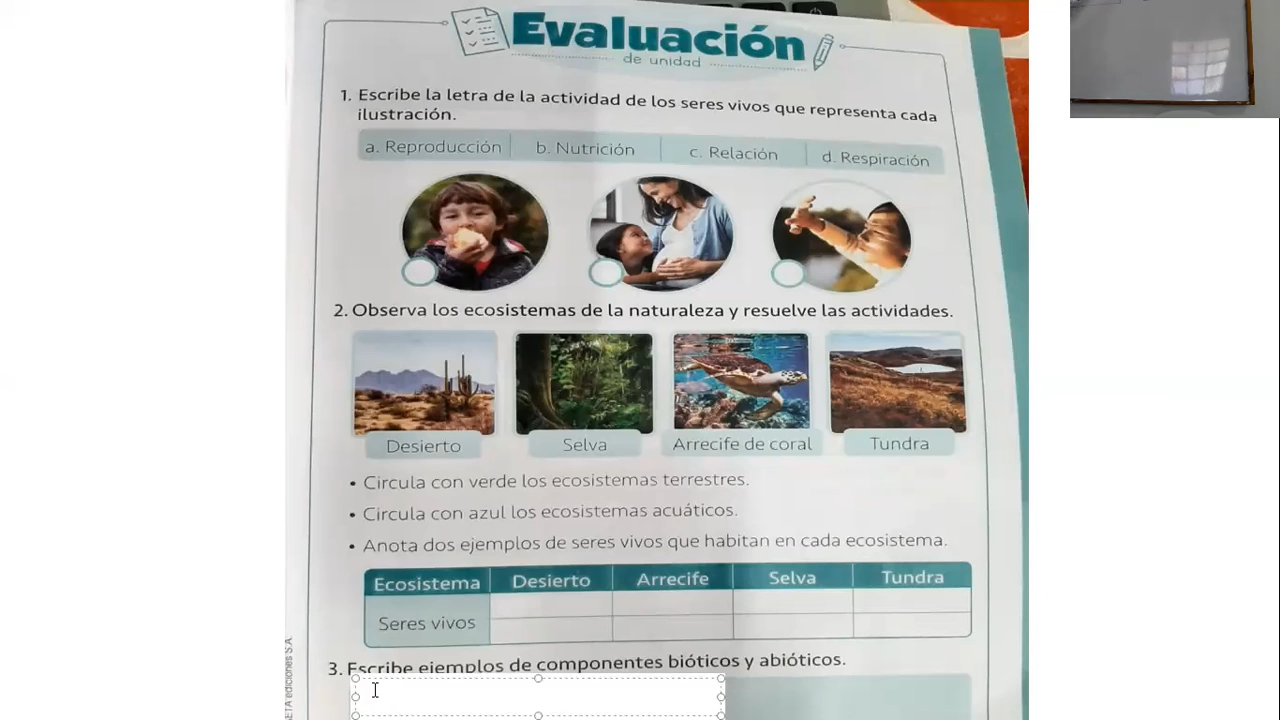 Evaluación
de unidad
1. Escribe la letra de la actividad de los seres vivos que representa cada
ilustración.
a. Reproducción b. Nutrición c. Relación d. Respiración
2. Observa los ecosistemas de la naturaleza y resuelve las actividades.
Desierto Selva Arrecife de coral Tundra
• Circula con verde los ecosistemas terrestres.
• Circula con azul los ecosistemas acuáticos.
• Anota dos ejemplos de seres vivos que habitan en cada ecosistema.
Ecosistema Desierto Arrecife Selva Tundra
Seres vivos
3. Escribe ejemplos de componentes bióticos y abióticos.
ediciones S.A.